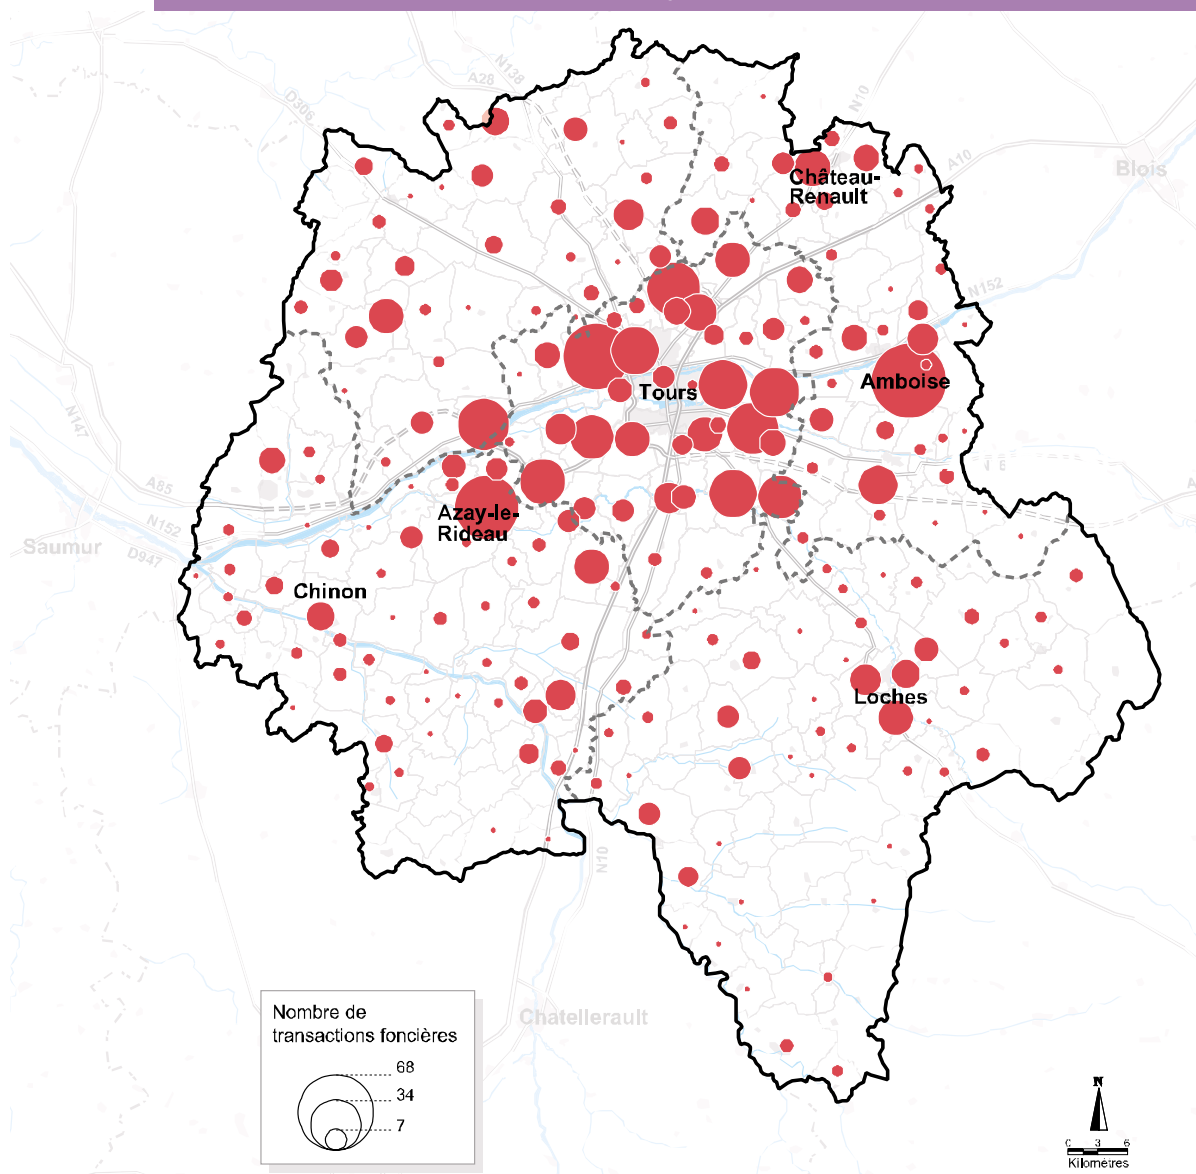 N138
A28
D306
N10
A10
Blois
Château-
Renault
N152
Tours
Amboise
N147
A85
N152
Saumur
D947
Azay-le-
Rideau
N E
A
Chinon
Loches
N10
Chatellerault
Nombre de
transactions foncières
68
34
7
N
0 3 6
Kilomètres